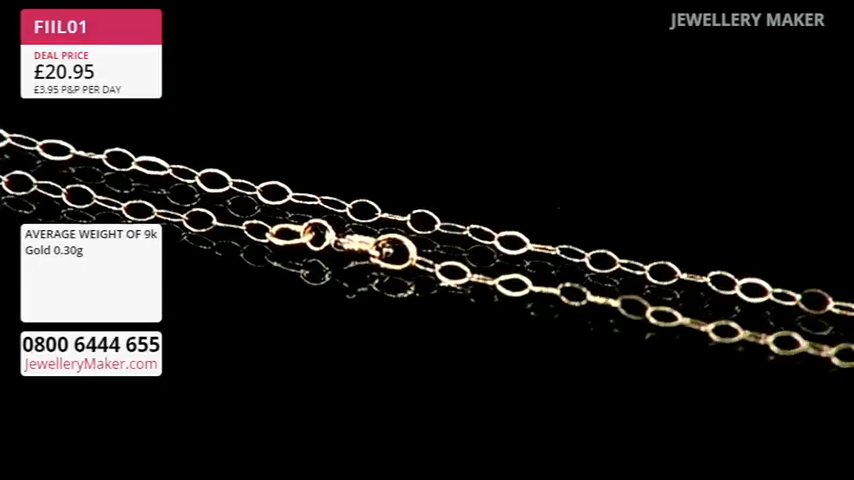 FIIL01
DEAL PRICE
£20.95
£3.95 P&P PER DAY
JEWELLERY MAKER
AVERAGE WEIGHT OF 9k
Gold 0.30g
0800 6444 655
JewelleryMaker.com